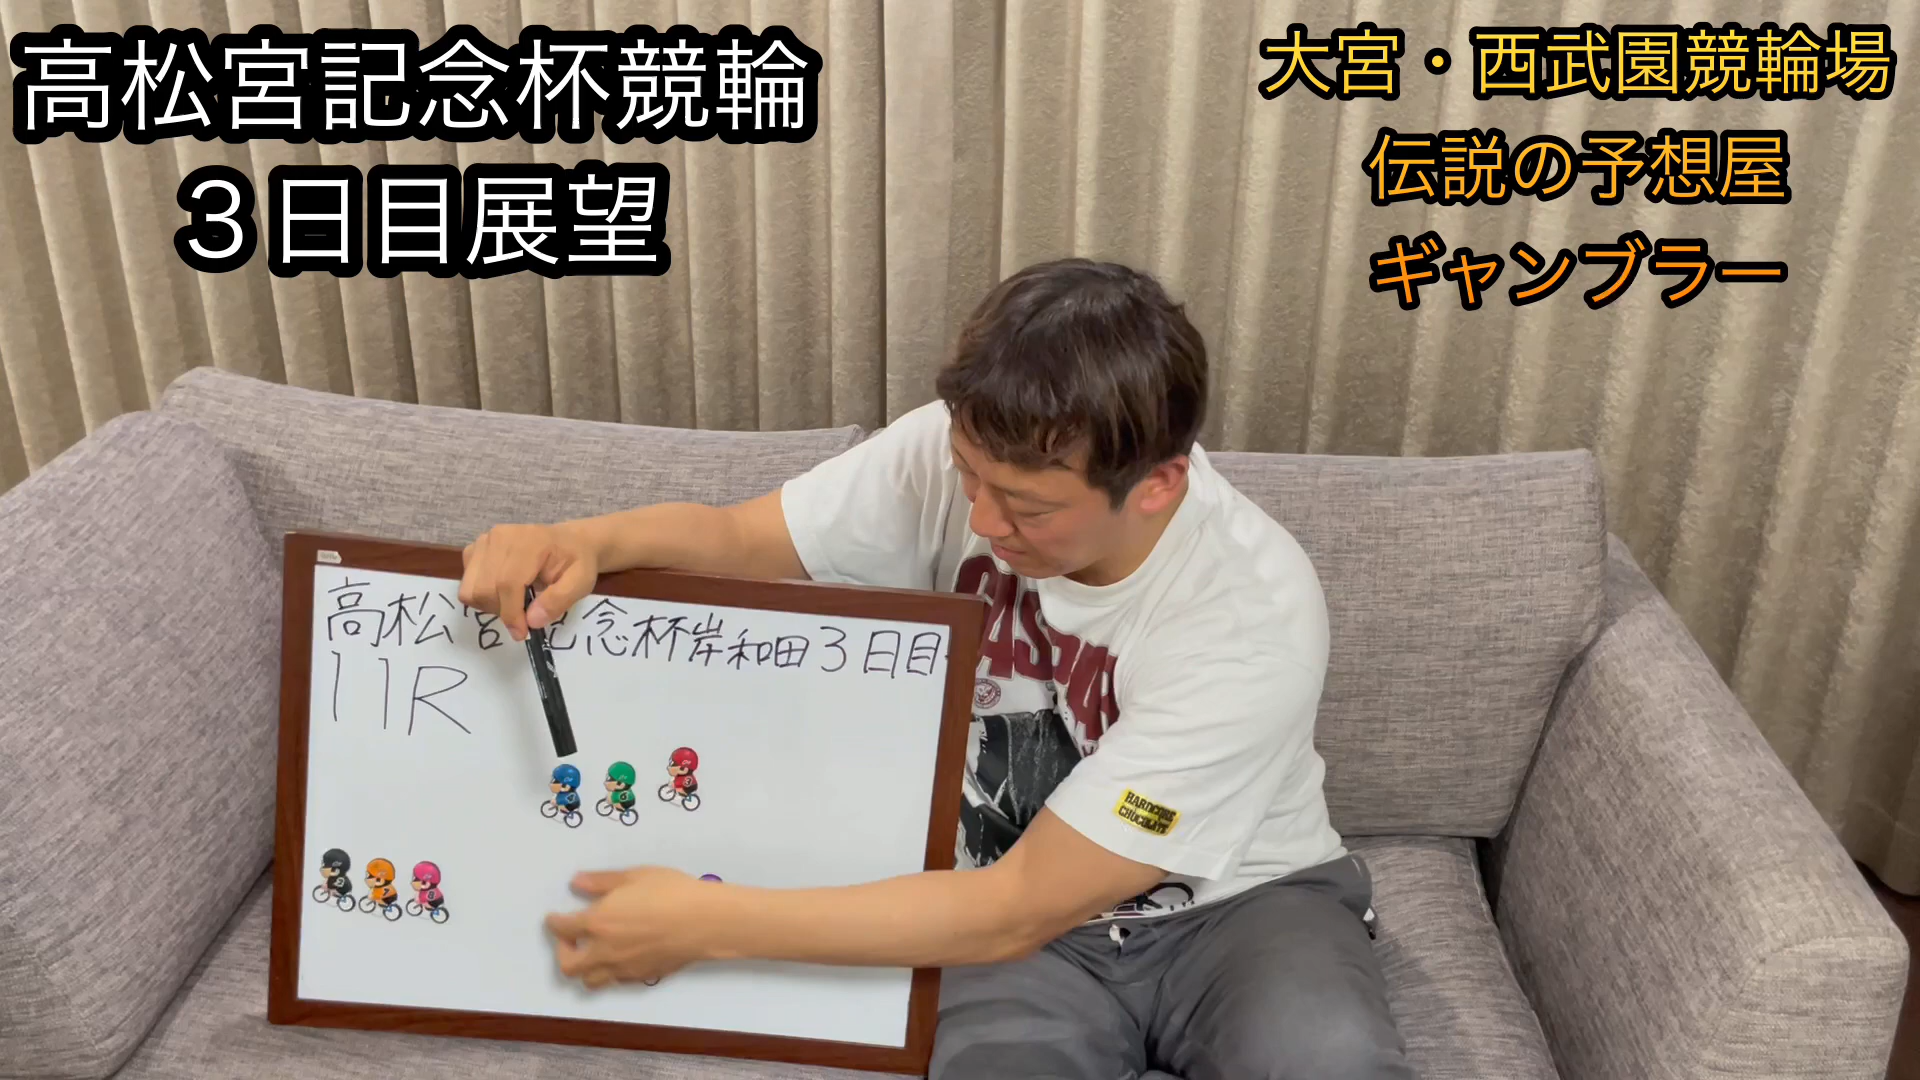 高松宮記念杯競輪
３日目展望
大宮・西武園競輪場
伝説の予想屋
ギャンブラー
高松宮記念杯岸和田3日目
11R
HARDCORE
CHOCOLATE